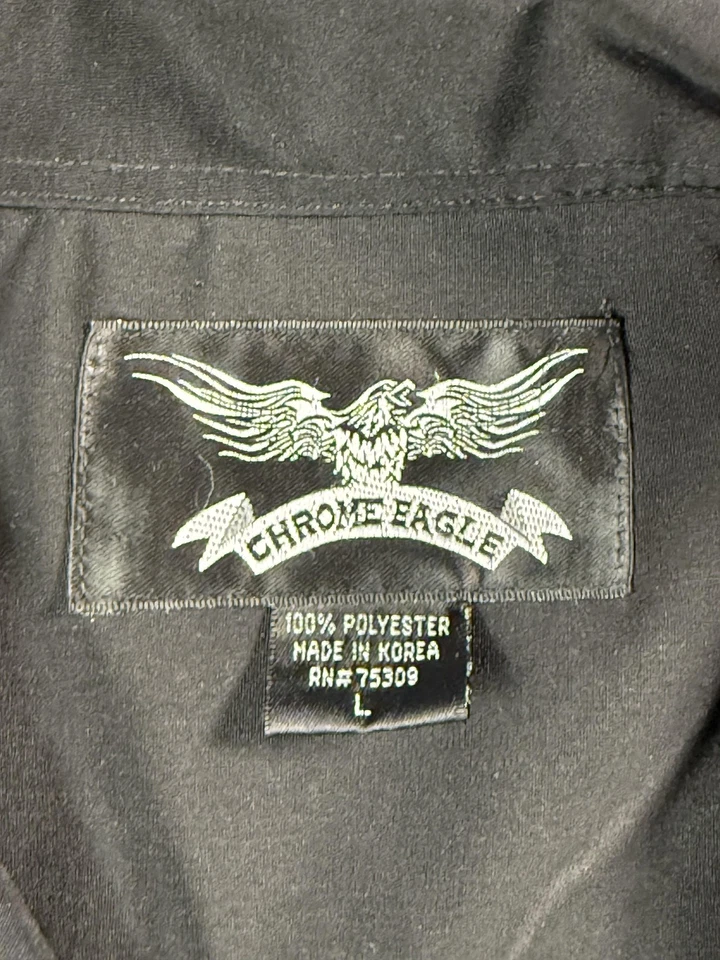 CHROME EAGLE
100% POLYESTER
MADE IN KOREA
RN#75309
L